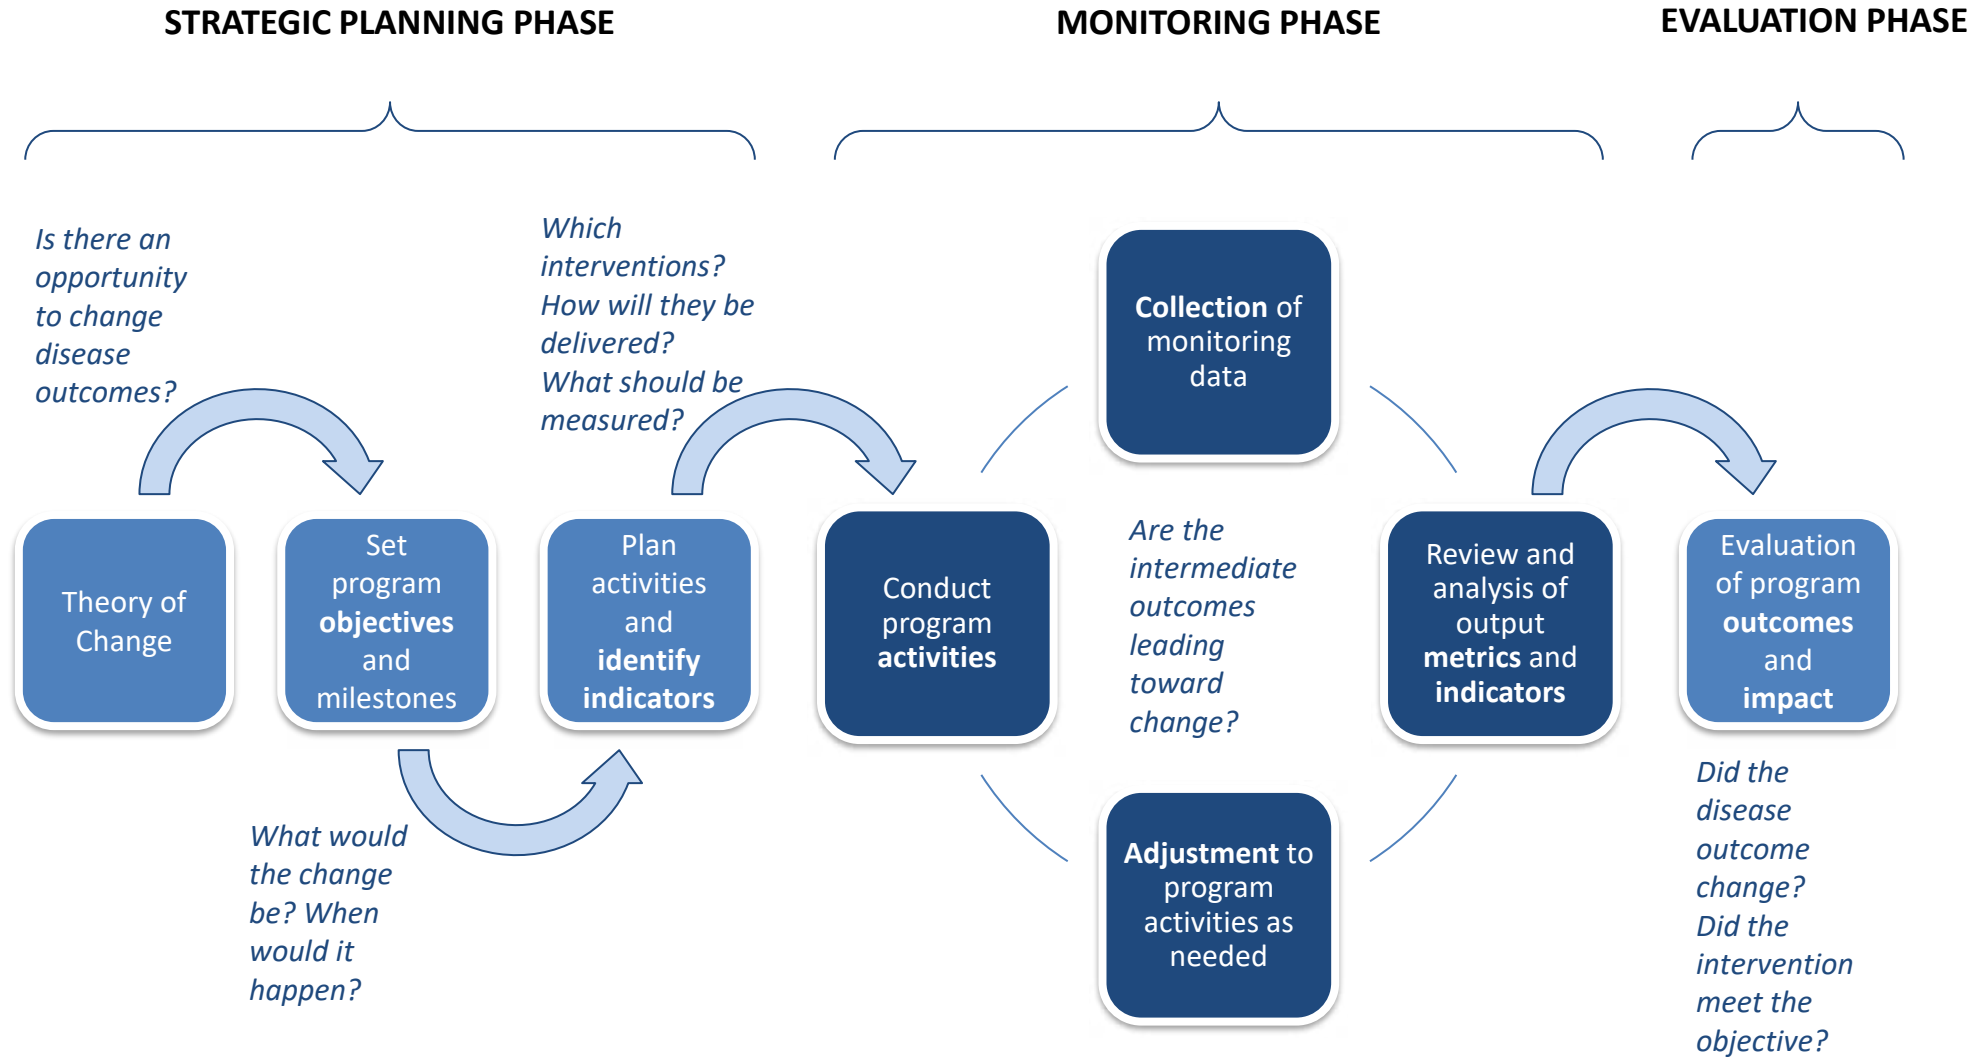 STRATEGIC PLANNING PHASE
MONITORING PHASE
EVALUATION PHASE
Is there an
opportunity
to change
disease
outcomes?
Which
interventions?
How will they be
delivered?
What should be
measured?
Theory of
Change
Set
program
objectives
and
milestones
Plan
activities
and
identify
indicators
What would
the change
be? When
would it
happen?
Conduct
program
activities
Collection of
monitoring
data
Are the
intermediate
outcomes
leading
toward
change?
Review and
analysis of
output
metrics and
indicators
Adjustment to
program
activities as
needed
Evaluation
of program
outcomes
and
impact
Did the
disease
outcome
change?
Did the
intervention
meet the
objective?